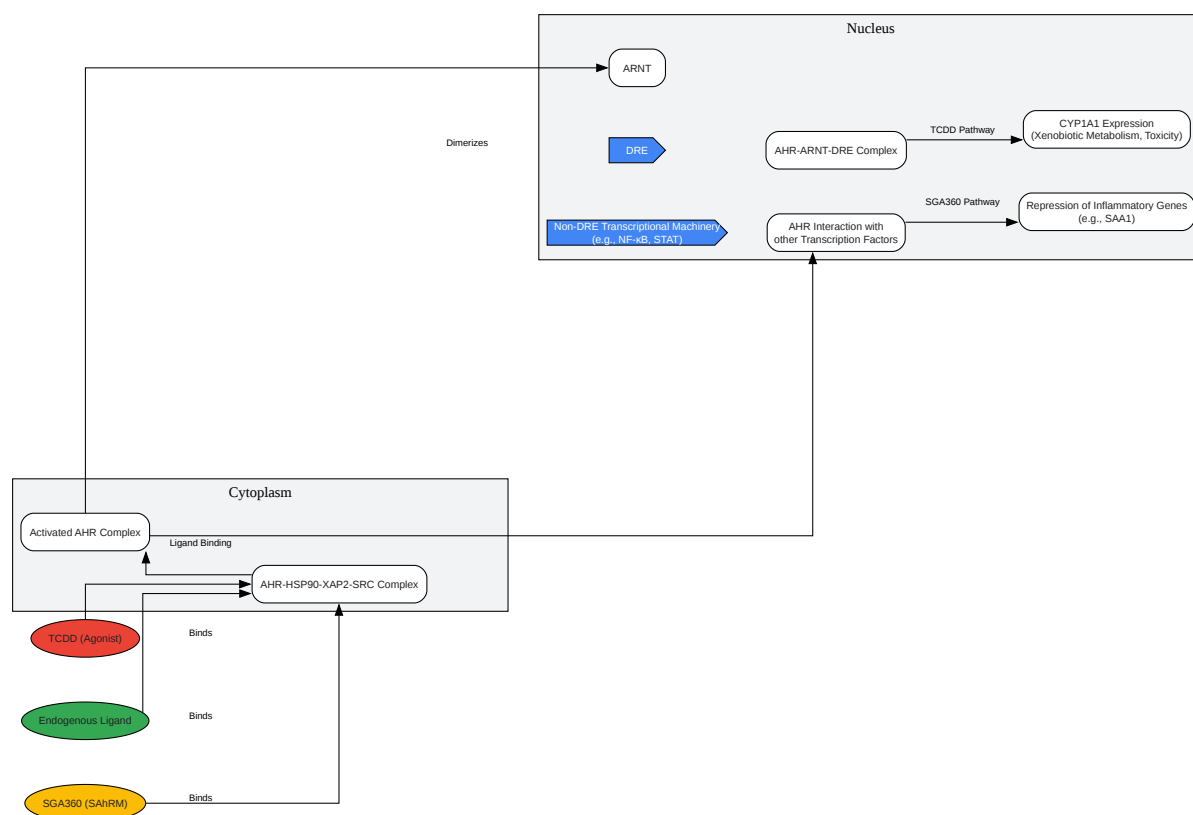 Nucleus
ARNT
Dimerizes
DRE
AHR-ARNT-DRE Complex
TCDD Pathway
CYP1A1 Expression
(Xenobiotic Metabolism, Toxicity)
Non-DRE Transcriptional Machinery
(e.g., NF-κB, STAT)
AHR Interaction with
other Transcription Factors
SGA360 Pathway
Repression of Inflammatory Genes
(e.g., SAA1)
Cytoplasm
Activated AHR Complex
Ligand Binding
AHR-HSP90-XAP2-SRC Complex
TCDD (Agonist)
Binds
Endogenous Ligand
Binds
SGA360 (SAhRM)
Binds